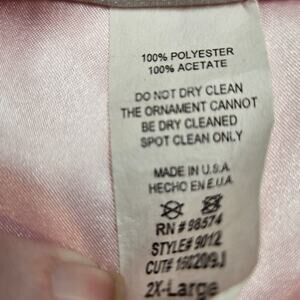 100% POLYESTER
100% ACETATE
DO NOT DRY CLEAN
THE ORNAMENT CANNOT
BE DRY CLEANED
SPOT CLEAN ONLY
MADE IN U.S.A
HECHO EN E.U.A.
RN # 98574
STYLE# 9012
CUT#
2X-Large